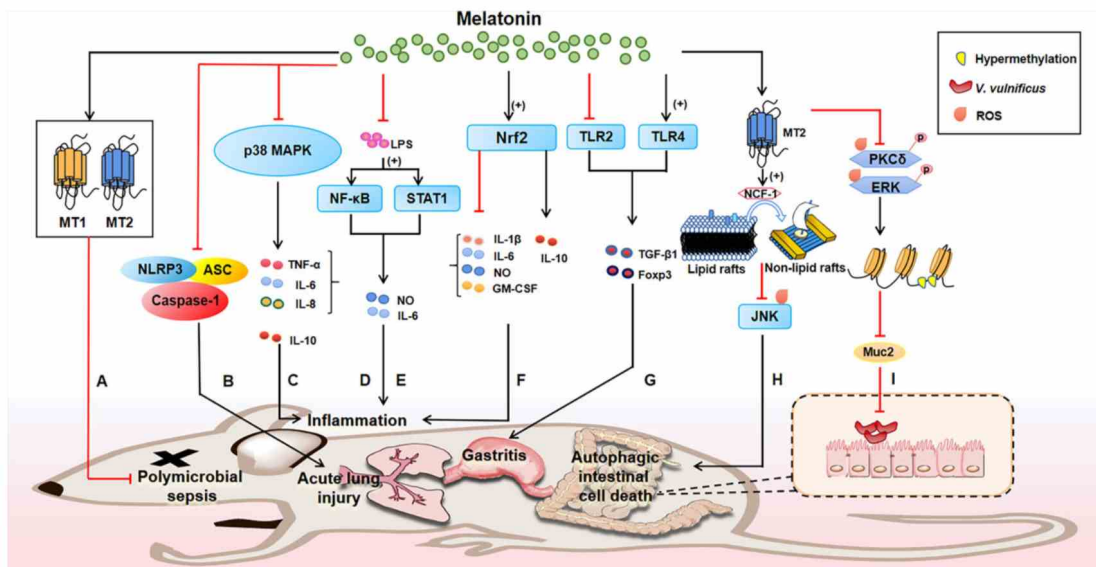 Melatonin
Hypermethylation
V. vulnificus
ROS
MT1
MT2
p38 MAPK
LPS
(+)
NF-κB
STAT1
(+)
Nrf2
TLR2
(+)
TLR4
MT2
(+)
NCF-1
Lipid rafts
Non-lipid rafts
P
PKCδ
P
ERK
NLRP3
ASC
Caspase-1
TNF-α
IL-6
IL-8
IL-10
NO
IL-6
IL-1β
IL-6
NO
GM-CSF
IL-10
TGF-β1
Foxp3
JNK
Muc2
A
B
C
D
E
F
G
H
I
Inflammation
Polymicrobial
sepsis
Acute lung
injury
Gastritis
Autophagic
intestinal
cell death